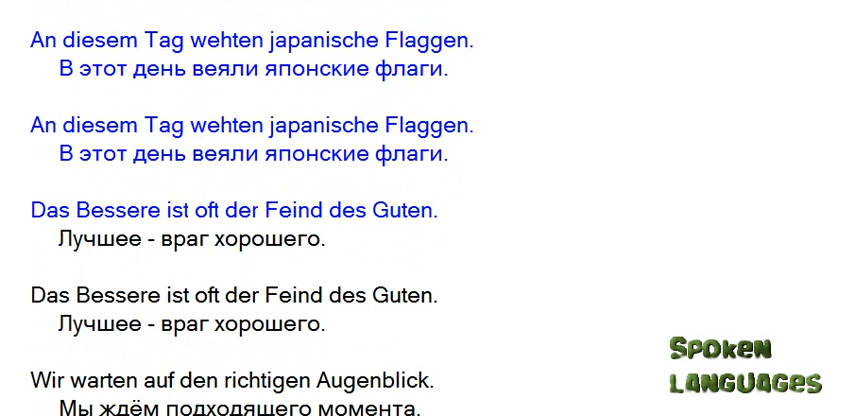 An diesem Tag wehten japanische Flaggen.
В этот день веяли японские флаги.
An diesem Tag wehten japanische Flaggen.
В этот день веяли японские флаги.
Das Bessere ist oft der Feind des Guten.
Лучшее - враг хорошего.
Das Bessere ist oft der Feind des Guten.
Лучшее - враг хорошего.
Wir warten auf den richtigen Augenblick.
Мы ждём подходящего момента.
Spoken
Languages